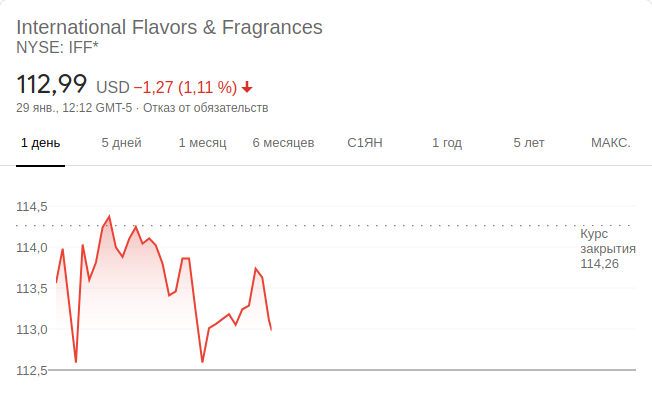 International Flavors & Fragrances
NYSE: IFF*
112,99 USD −1,27 (1,11 %)
29 янв., 12:12 GMT-5 · Отказ от обязательств
1 день 5 дней 1 месяц 6 месяцев С1ЯН 1 год 5 лет МАКС.
114,5
Курс
закрытия
114,26
114,0
113,5
113,0
112,5